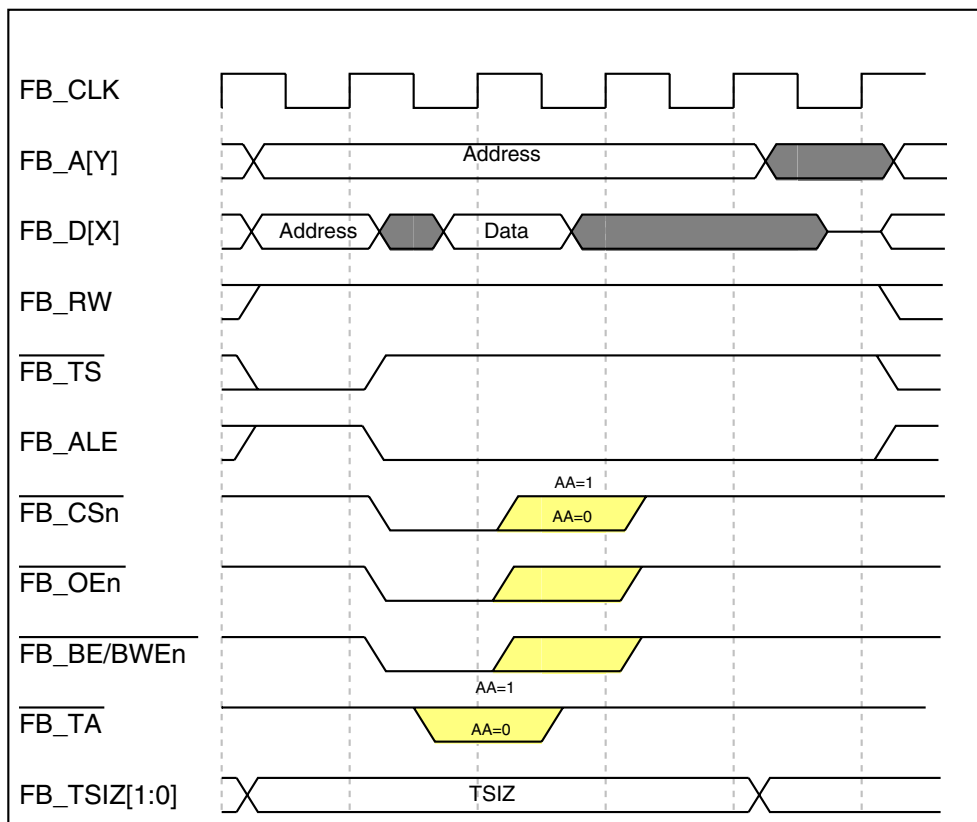 FB_CLK
FB_A[Y]
Address
FB_D[X]
Address
Data
FB_RW
FB_TS
FB_ALE
AA=1
FB_CSn
AA=0
FB_OEn
FB_BE/BWEn
AA=1
FB_TA
AA=0
FB_TSIZ[1:0]
TSIZ